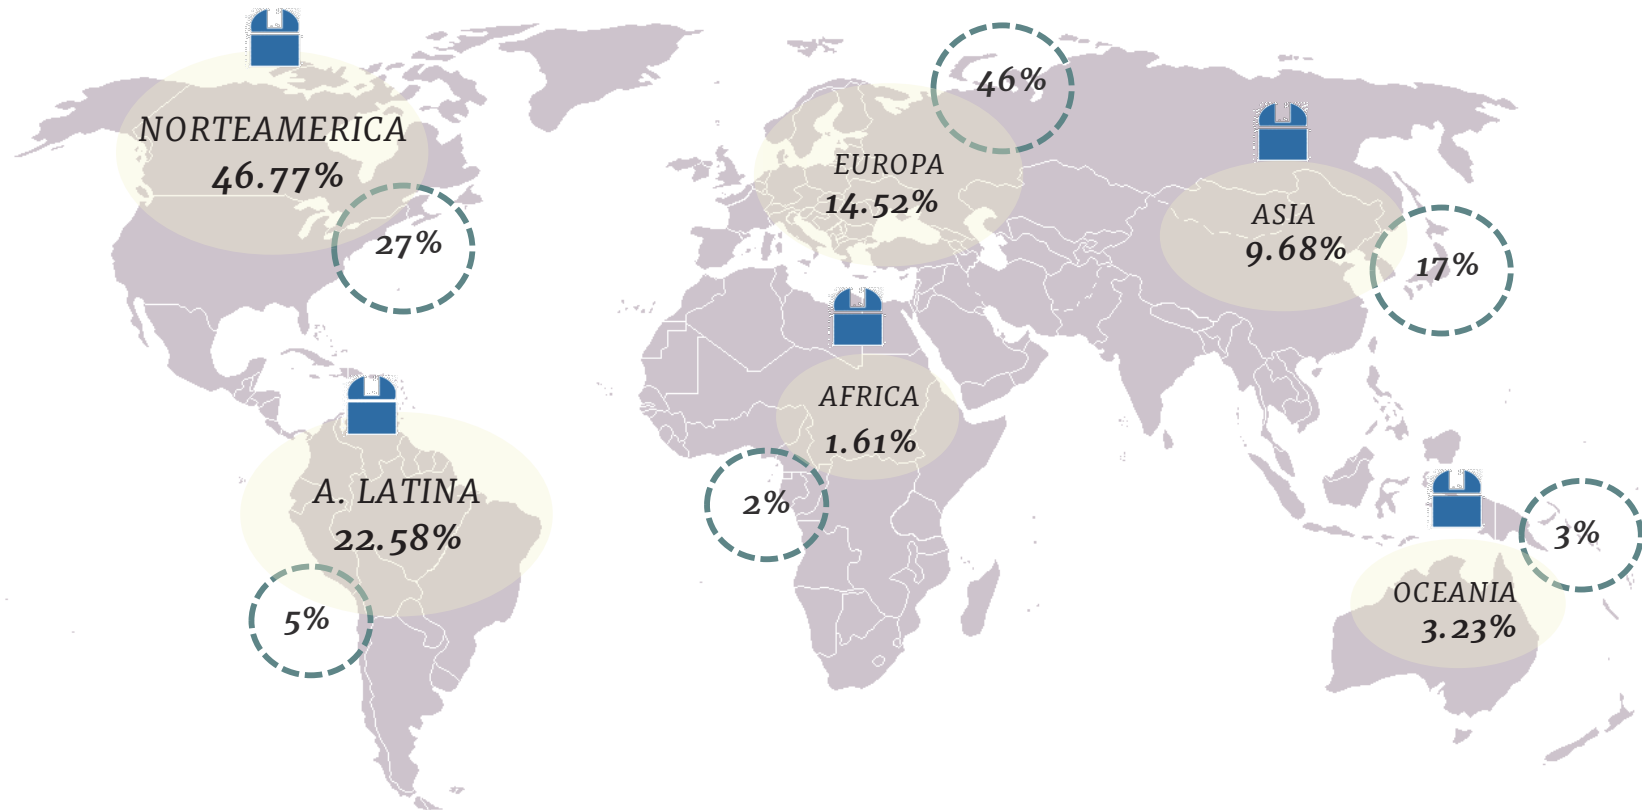 NORTEAMERICA
46.77%
27%
EUROPA
14.52%
46%
ASIA
9.68%
17%
AFRICA
1.61%
2%
A. LATINA
22.58%
5%
OCEANIA
3.23%
3%